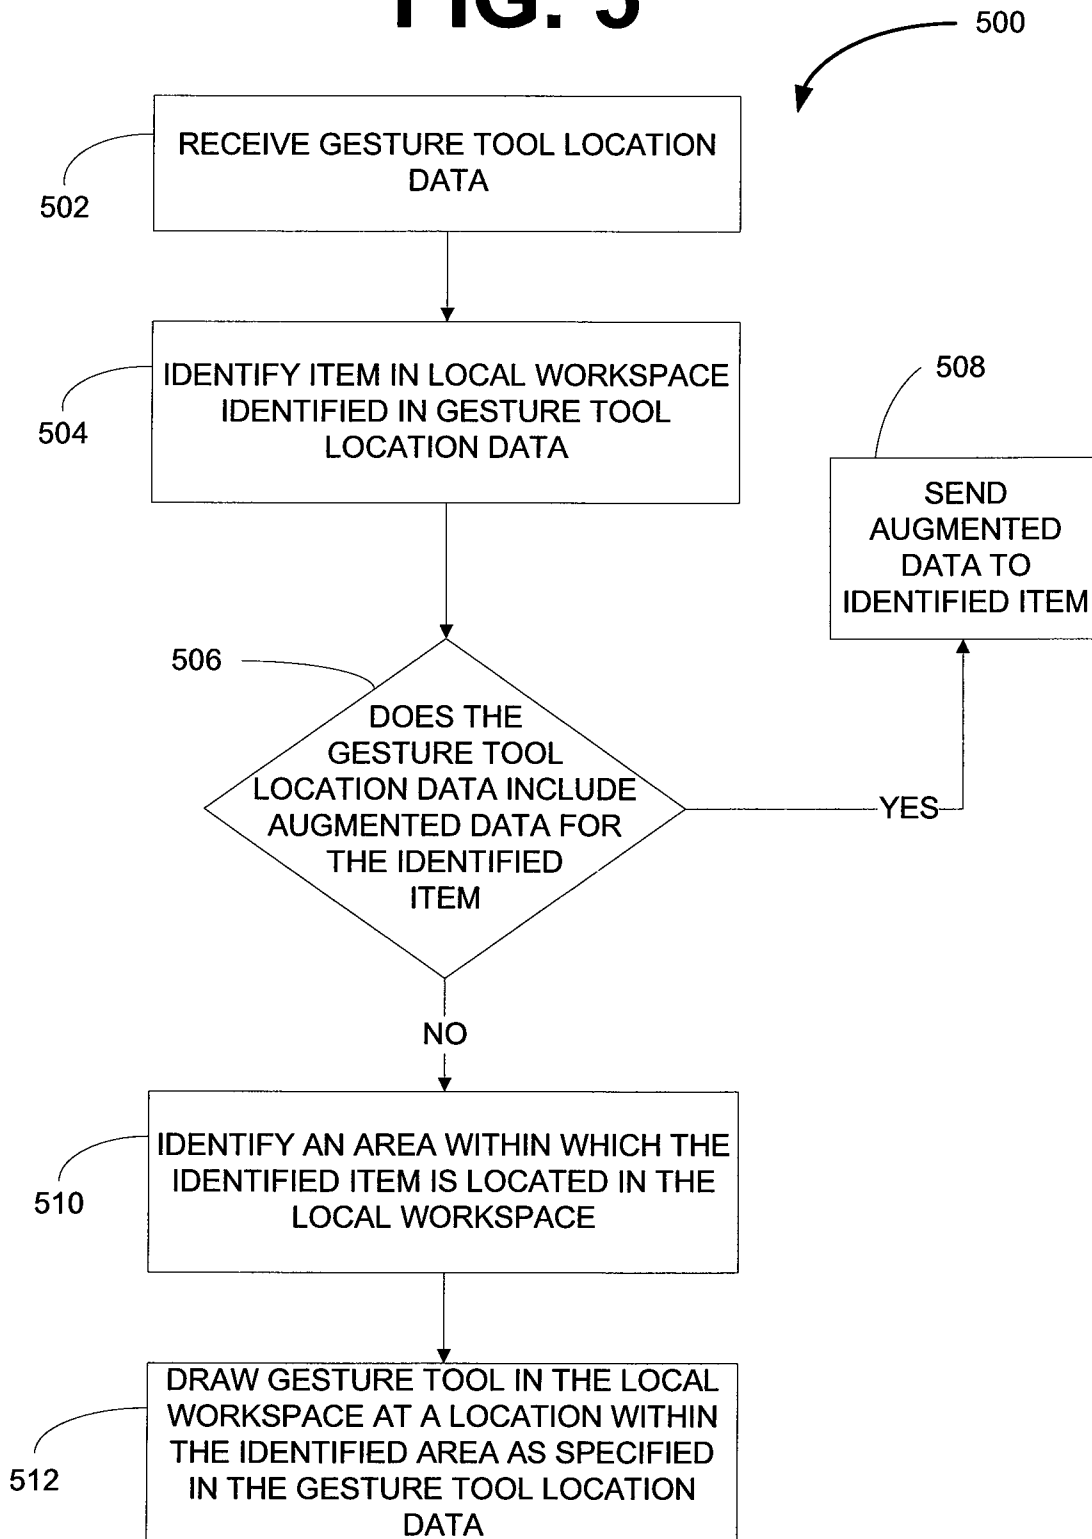 FIG. 5
500
RECEIVE GESTURE TOOL LOCATION
DATA
502
IDENTIFY ITEM IN LOCAL WORKSPACE
IDENTIFIED IN GESTURE TOOL
LOCATION DATA
504
508
SEND
AUGMENTED
DATA TO
IDENTIFIED ITEM
506
DOES THE
GESTURE TOOL
LOCATION DATA INCLUDE
AUGMENTED DATA FOR
THE IDENTIFIED
ITEM
YES
NO
IDENTIFY AN AREA WITHIN WHICH THE
IDENTIFIED ITEM IS LOCATED IN THE
LOCAL WORKSPACE
510
DRAW GESTURE TOOL IN THE LOCAL
WORKSPACE AT A LOCATION WITHIN
THE IDENTIFIED AREA AS SPECIFIED
IN THE GESTURE TOOL LOCATION
DATA
512